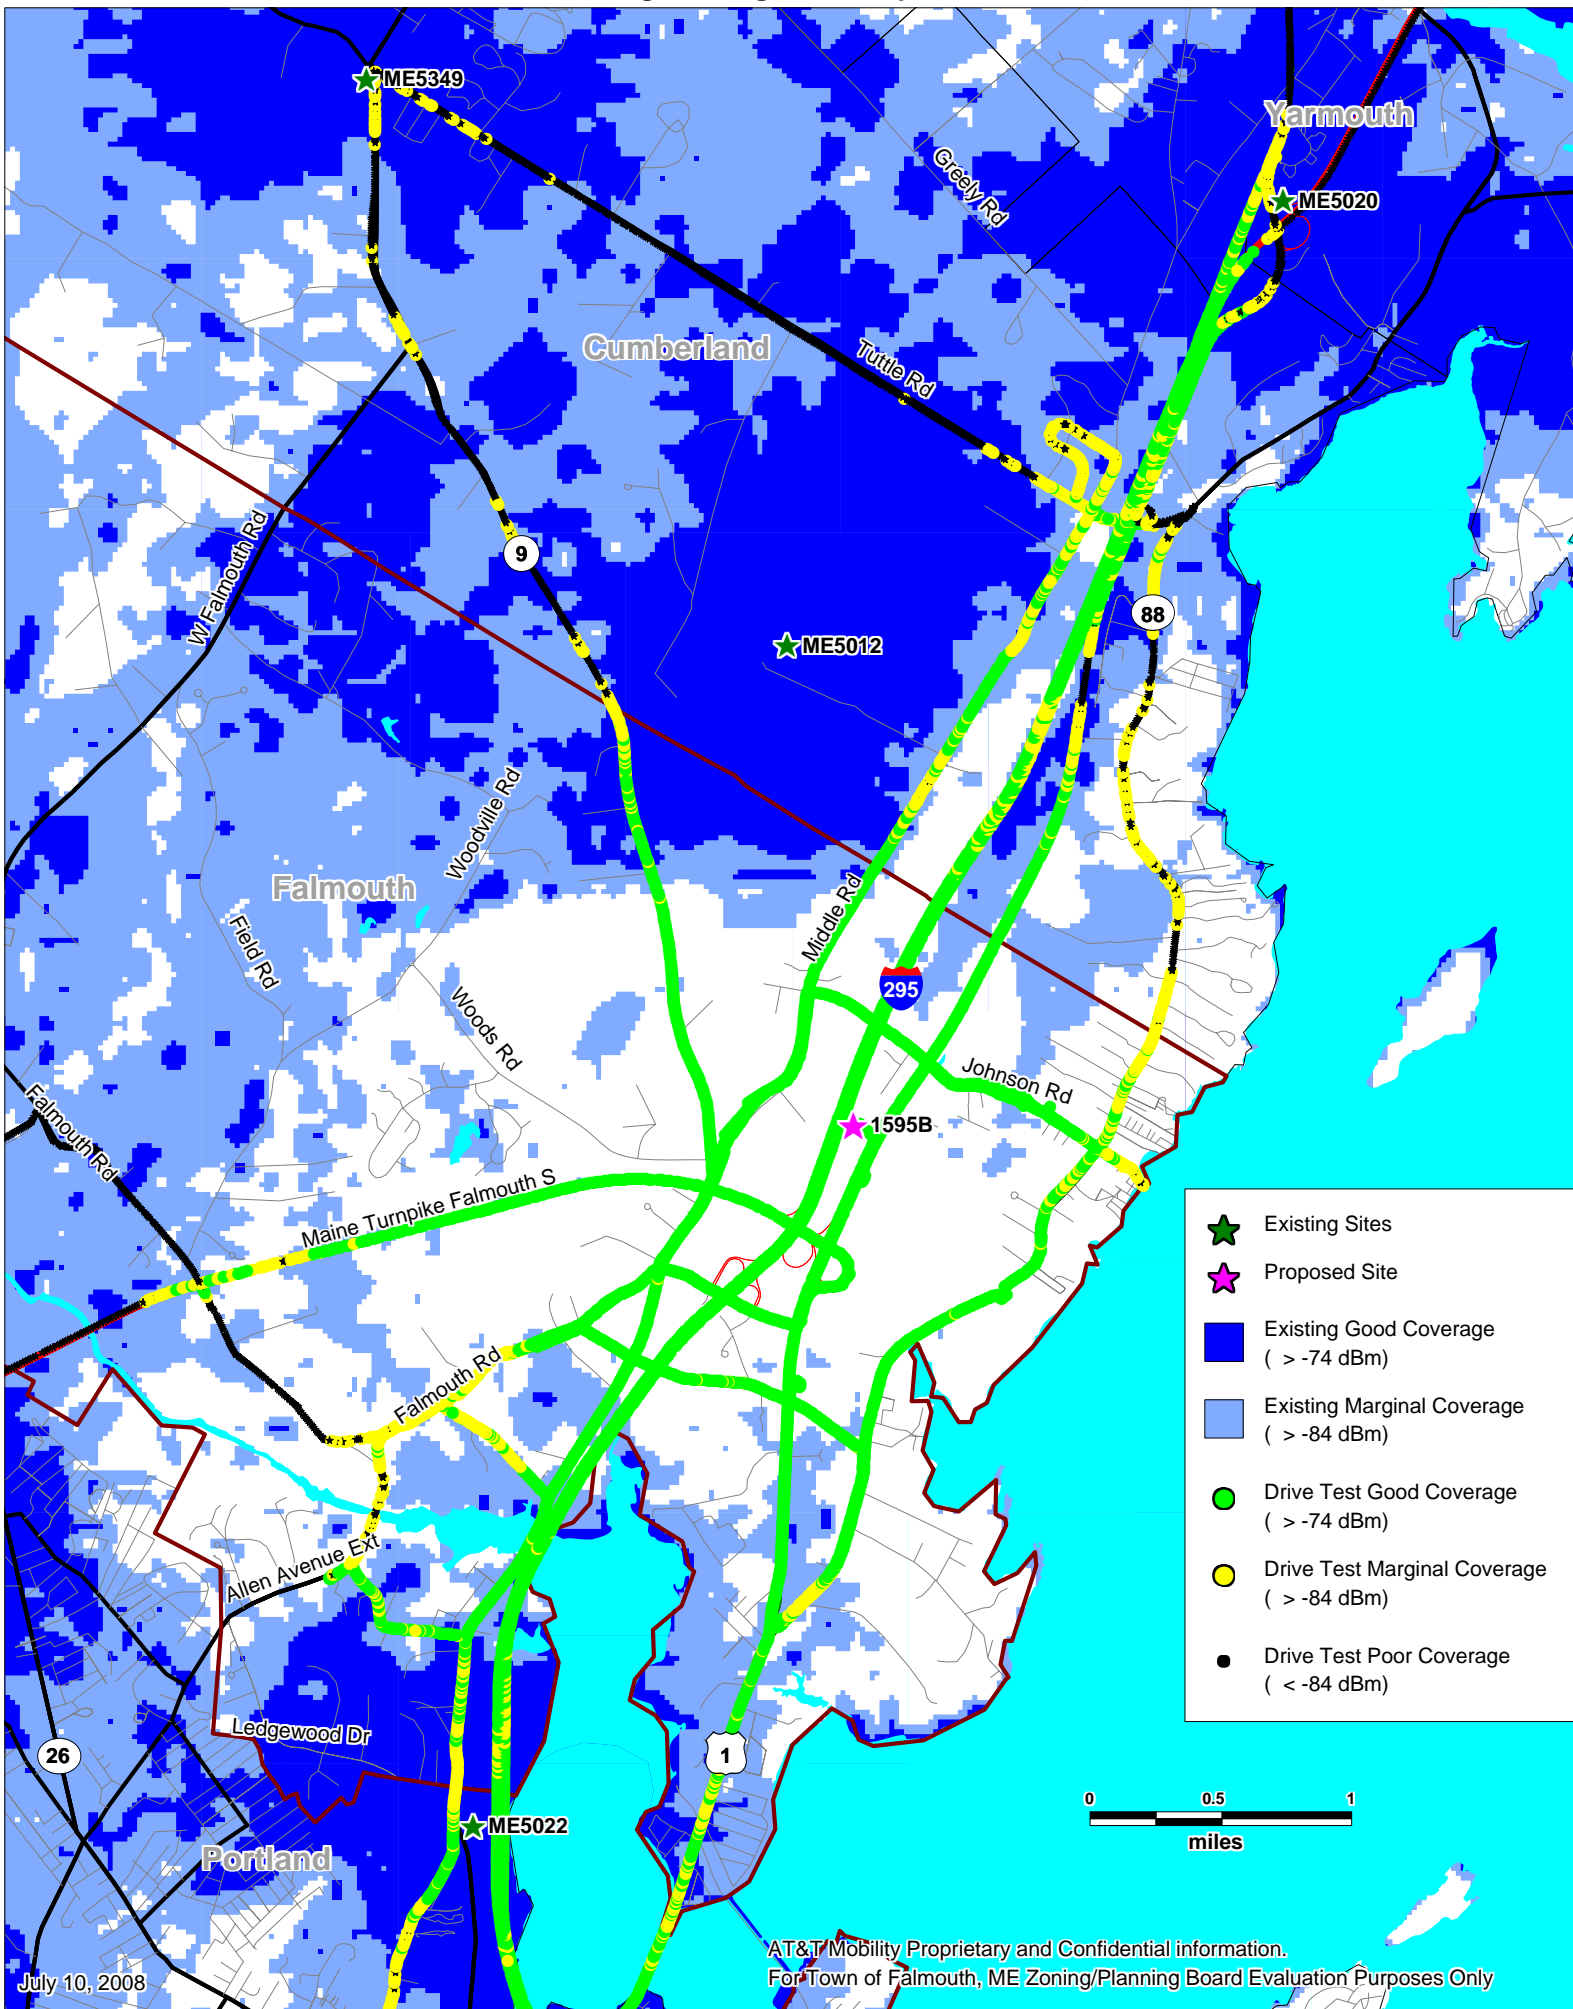 ME5349
Yarmouth
Greely Rd
ME5020
Cumberland
Tuttle Rd
W Falmouth Rd
9
88
ME5012
Woodville Rd
Falmouth
Middle Rd
Field Rd
295
Woods Rd
Johnson Rd
Falmouth Rd
1595B
Maine Turnpike Falmouth S
Existing Sites
Proposed Site
Existing Good Coverage
( > -74 dBm)
Existing Marginal Coverage
( > -84 dBm)
Drive Test Good Coverage
( > -74 dBm)
Drive Test Marginal Coverage
( > -84 dBm)
Drive Test Poor Coverage
( < -84 dBm)
Falmouth Rd
Allen Avenue Ext
Ledgewood Dr
26
1
0 0.5 1
miles
ME5022
Portland
AT&T Mobility Proprietary and Confidential information.
For Town of Falmouth, ME Zoning/Planning Board Evaluation Purposes Only
July 10, 2008